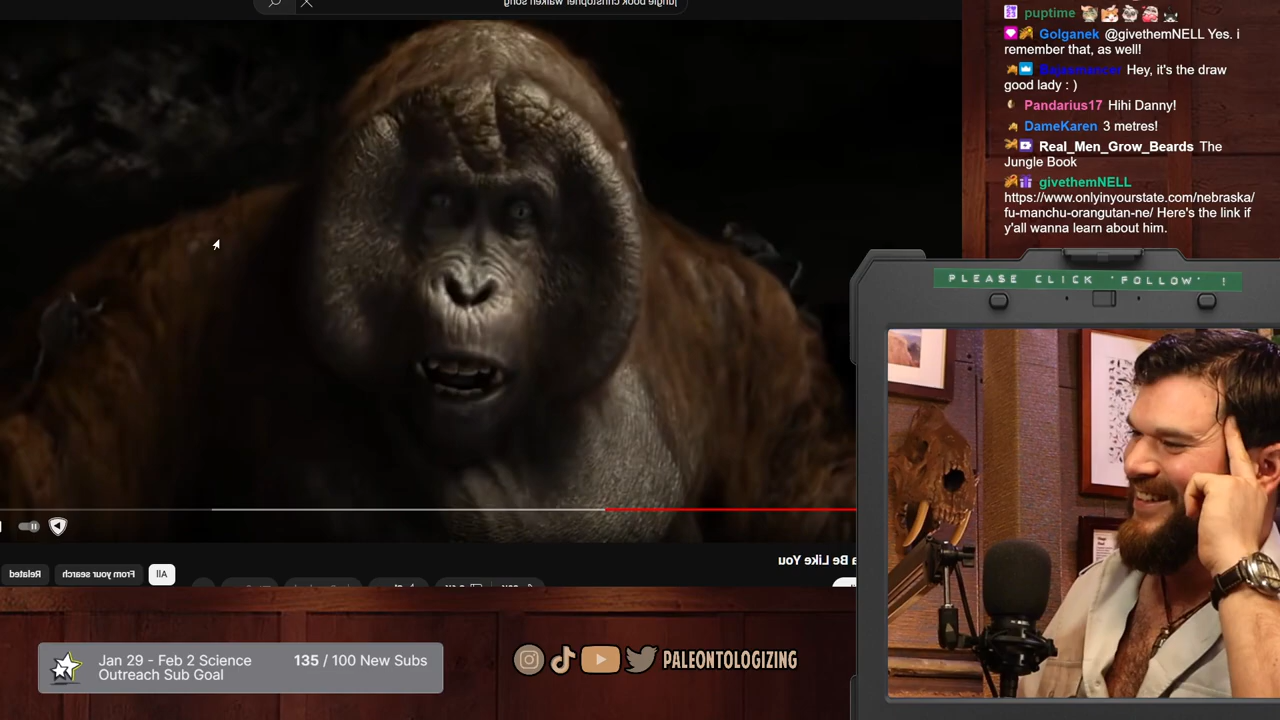 jungle book christopher walken song
puptime
Golganek @givethemNELL Yes. i
remember that, as well!
Hey, it's the draw
good lady : )
Pandarius17 Hihi Danny!
DameKaren 3 metres!
Real_Men_Grow_Beards The
Jungle Book
givethemNELL
https://www.onlyinyourstate.com/nebraska/
fu-manchu-orangutan-ne/ Here's the link if
y'all wanna learn about him.
PLEASE CLICK 'FOLLOW' !
a Be Like You
All
From your search
Related
Jan 29 - Feb 2 Science
Outreach Sub Goal
135 / 100 New Subs
PALEONTOLOGIZING